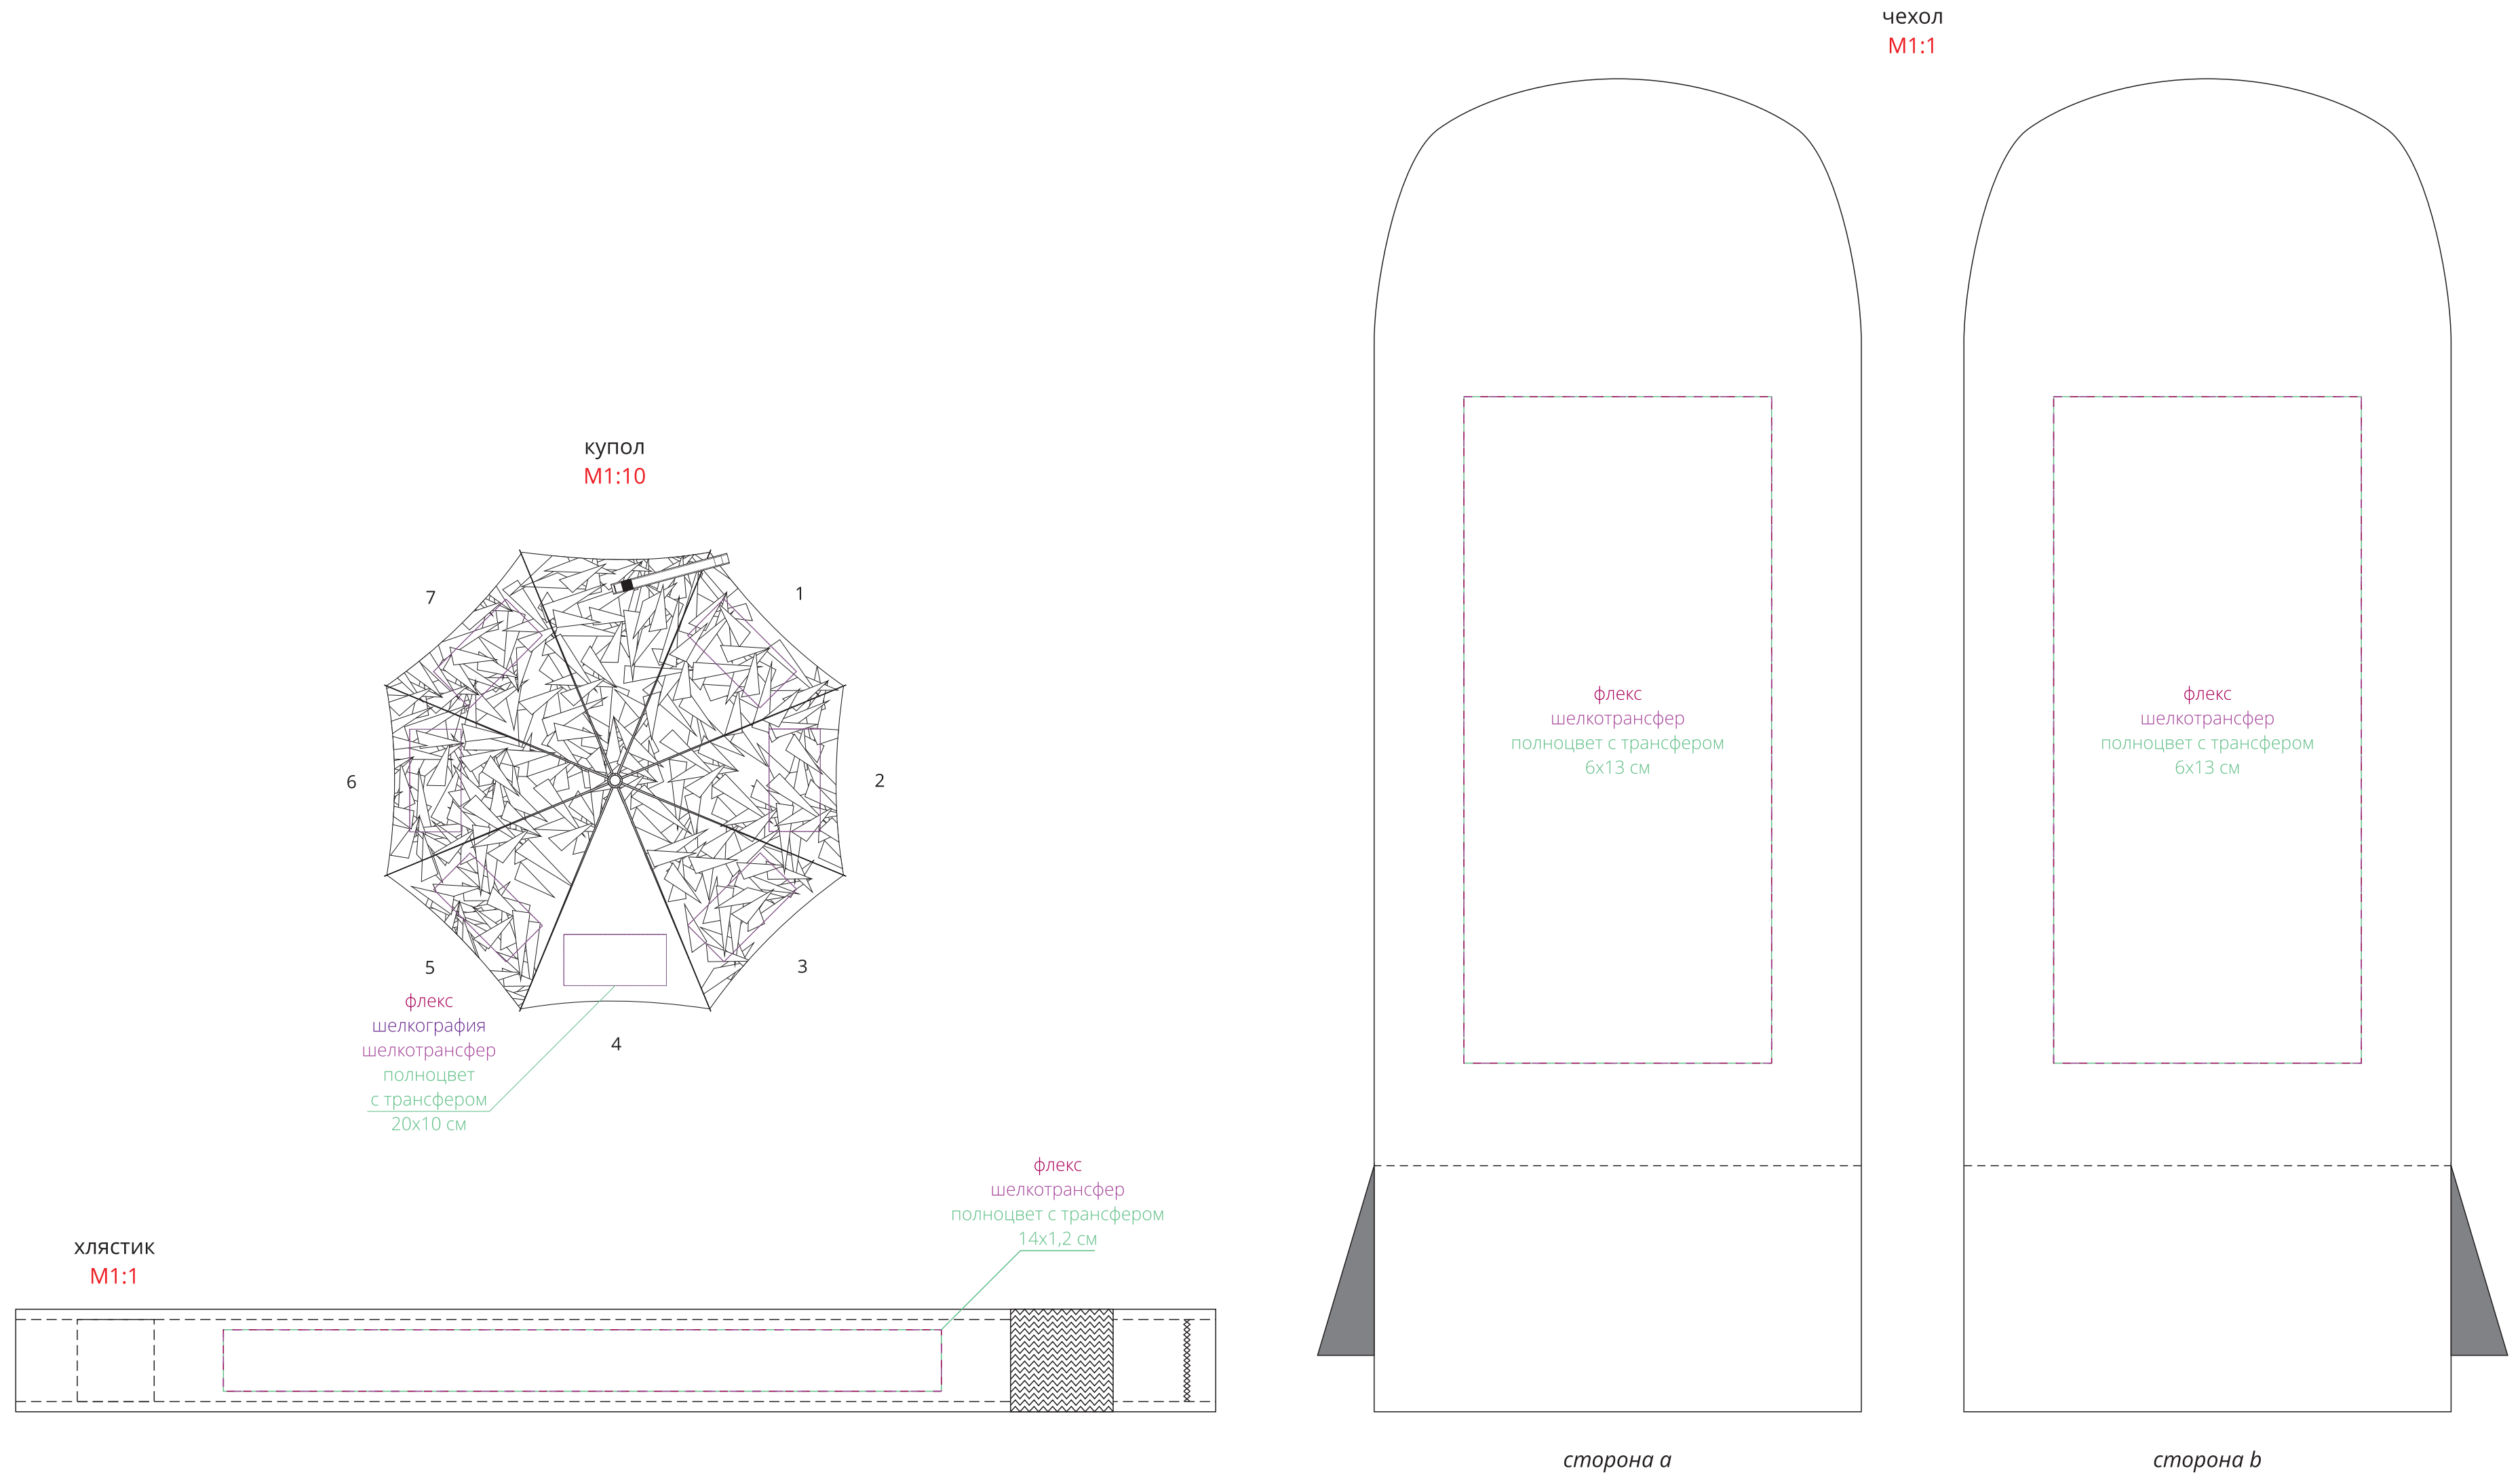 чехол
М1:1
купол
М1:10
7
1
6
2
5
3
4
флекс
шелкография
шелкотрансфер
полноцвет
с трансфером
20х10 см
флекс
шелкотрансфер
полноцвет с трансфером
6х13 см
флекс
шелкотрансфер
полноцвет с трансфером
6х13 см
флекс
шелкотрансфер
полноцвет с трансфером
14х1,2 см
хлястик
М1:1
сторона a
сторона b